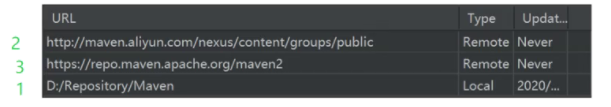 URL Type Updat...
2 http://maven.aliyun.com/nexus/content/groups/public Remote Never
3 https://repo.maven.apache.org/maven2 Remote Never
1 D:/Repository/Maven Local 2020/...